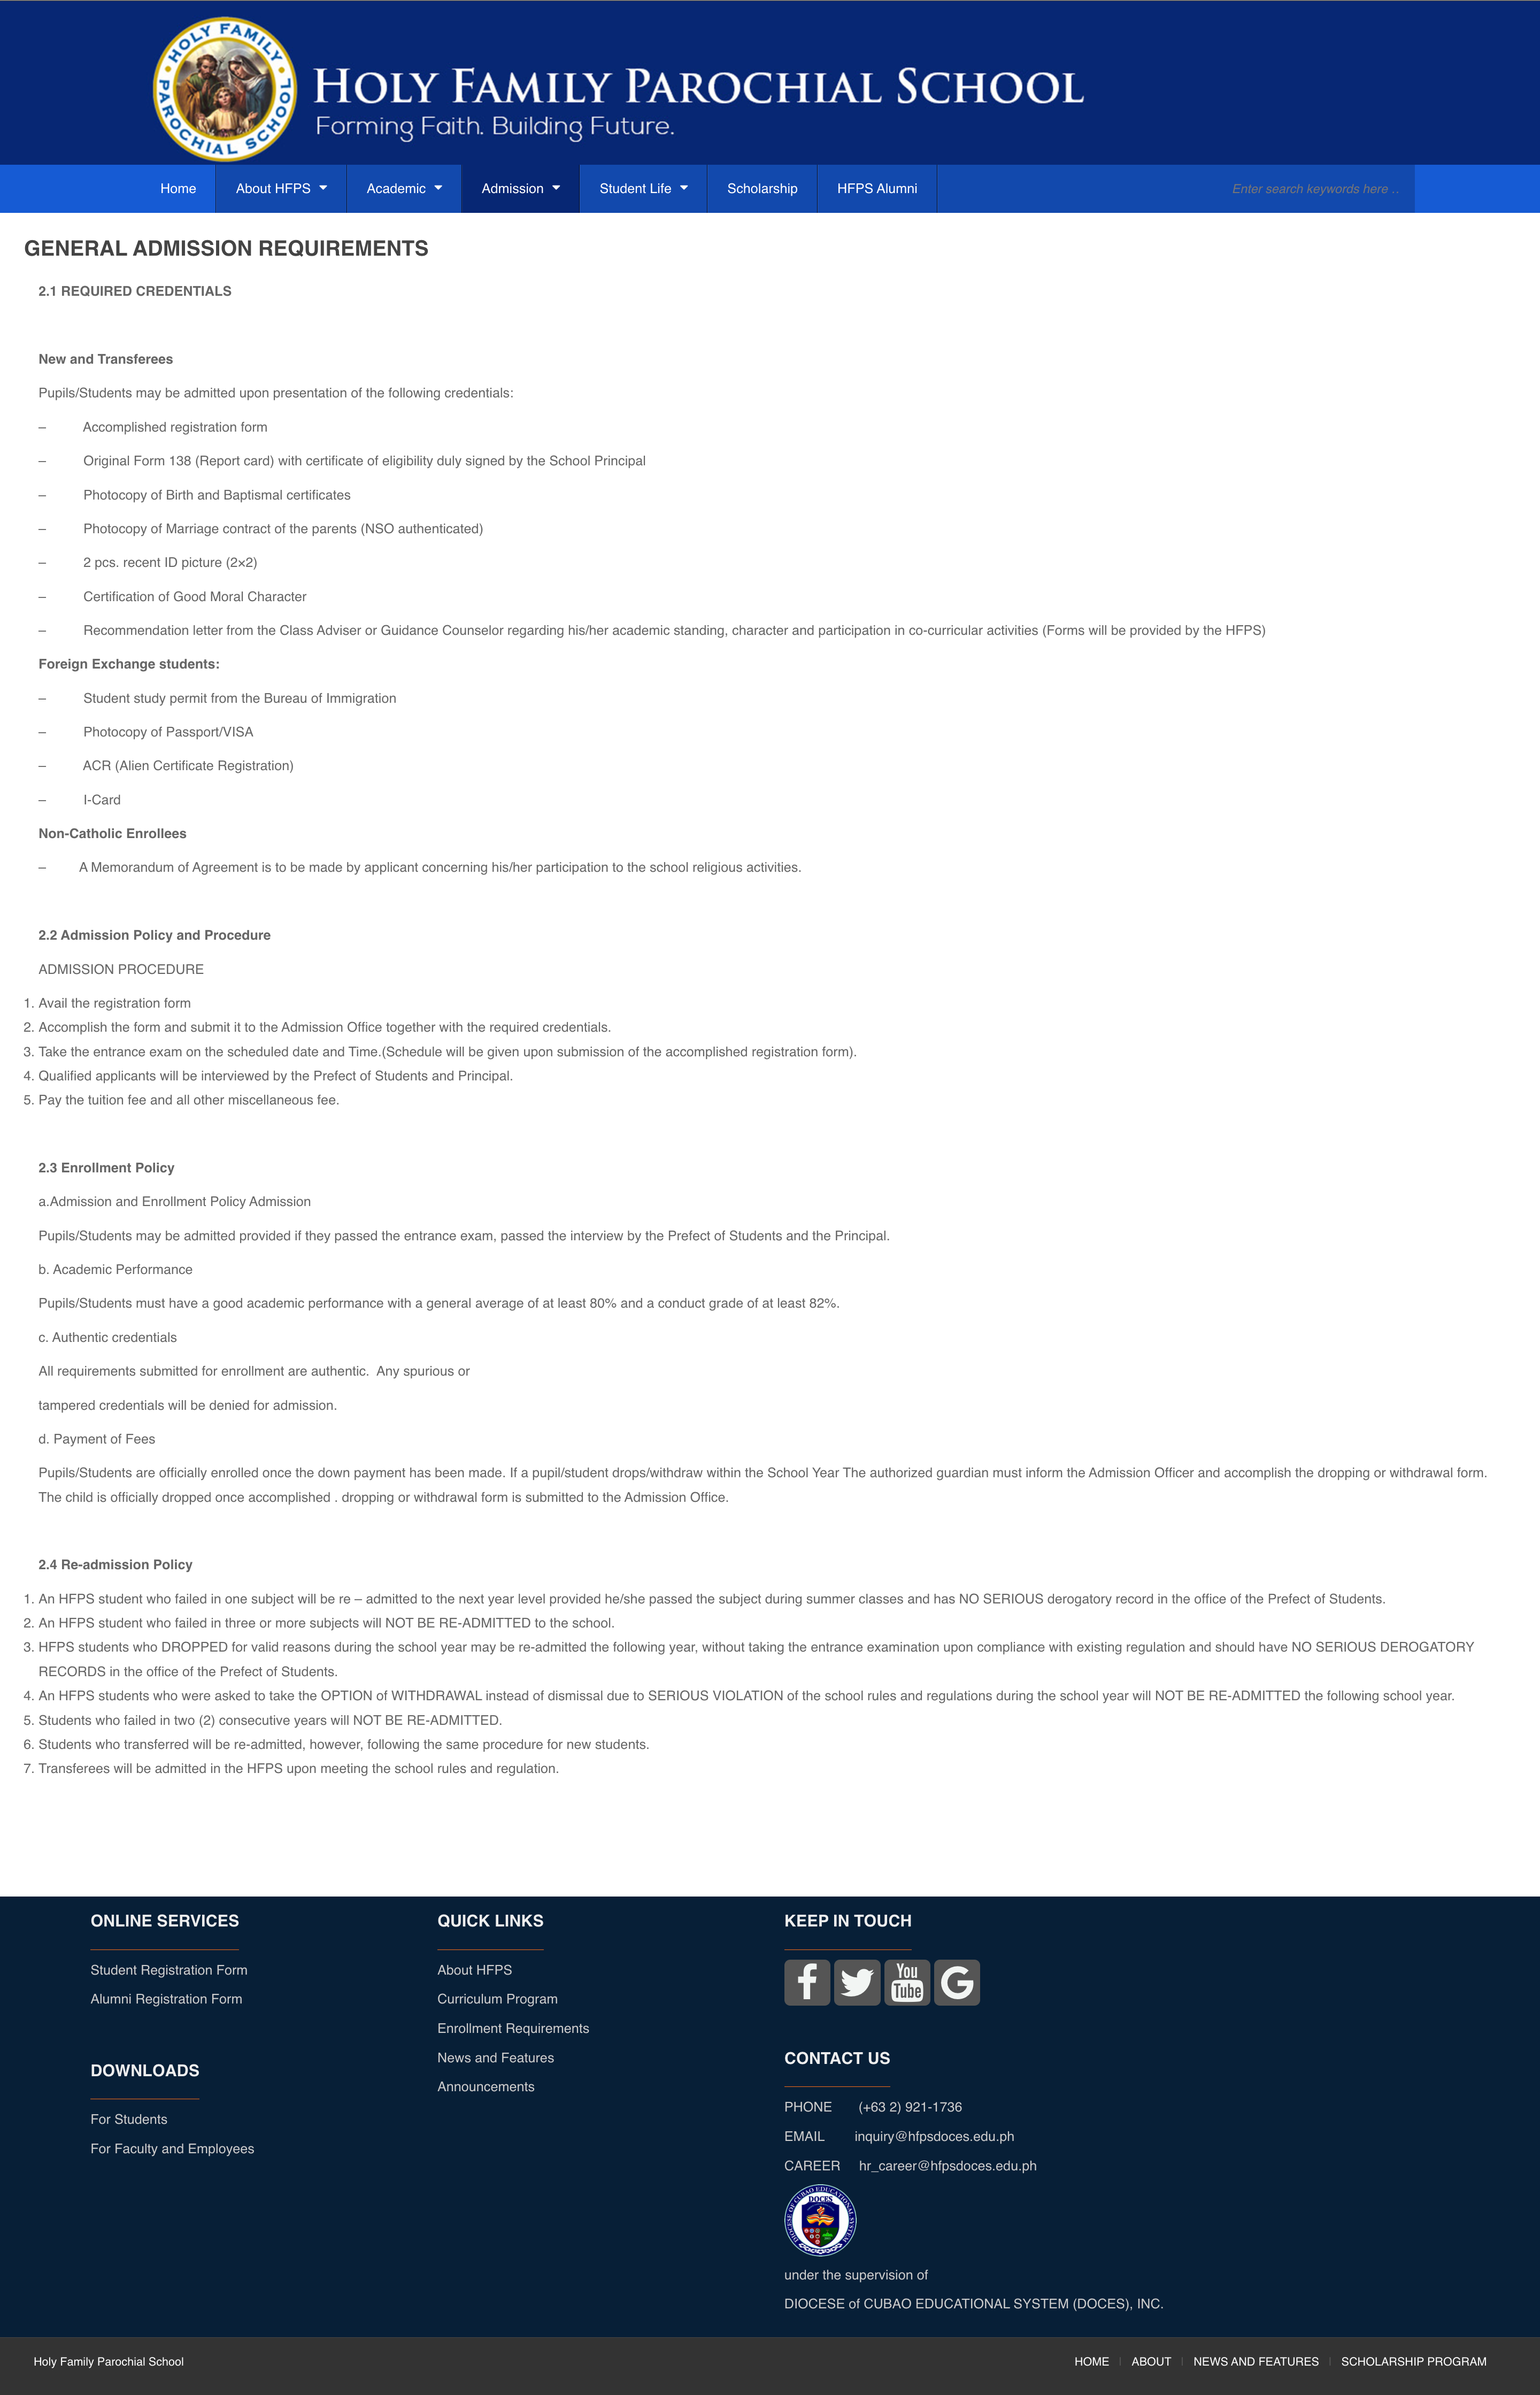 HOLY FAMILY
PAROCHIAL SCHOOL
HOLY FAMILY PAROCHIAL SCHOOL
Forming Faith. Building Future.
Home About HFPS Academic Admission Student Life Scholarship HFPS Alumni Enter search keywords here ..
GENERAL ADMISSION REQUIREMENTS
2.1 REQUIRED CREDENTIALS
New and Transferees
Pupils/Students may be admitted upon presentation of the following credentials:
– Accomplished registration form
– Original Form 138 (Report card) with certificate of eligibility duly signed by the School Principal
– Photocopy of Birth and Baptismal certificates
– Photocopy of Marriage contract of the parents (NSO authenticated)
– 2 pcs. recent ID picture (2×2)
– Certification of Good Moral Character
– Recommendation letter from the Class Adviser or Guidance Counselor regarding his/her academic standing, character and participation in co-curricular activities (Forms will be provided by the HFPS)
Foreign Exchange students:
– Student study permit from the Bureau of Immigration
– Photocopy of Passport/VISA
– ACR (Alien Certificate Registration)
– I-Card
Non-Catholic Enrollees
– A Memorandum of Agreement is to be made by applicant concerning his/her participation to the school religious activities.
2.2 Admission Policy and Procedure
ADMISSION PROCEDURE
1. Avail the registration form
2. Accomplish the form and submit it to the Admission Office together with the required credentials.
3. Take the entrance exam on the scheduled date and Time.(Schedule will be given upon submission of the accomplished registration form).
4. Qualified applicants will be interviewed by the Prefect of Students and Principal.
5. Pay the tuition fee and all other miscellaneous fee.
2.3 Enrollment Policy
a.Admission and Enrollment Policy Admission
Pupils/Students may be admitted provided if they passed the entrance exam, passed the interview by the Prefect of Students and the Principal.
b. Academic Performance
Pupils/Students must have a good academic performance with a general average of at least 80% and a conduct grade of at least 82%.
c. Authentic credentials
All requirements submitted for enrollment are authentic.  Any spurious or
tampered credentials will be denied for admission.
d. Payment of Fees
Pupils/Students are officially enrolled once the down payment has been made. If a pupil/student drops/withdraw within the School Year The authorized guardian must inform the Admission Officer and accomplish the dropping or withdrawal form.
The child is officially dropped once accomplished . dropping or withdrawal form is submitted to the Admission Office.
2.4 Re-admission Policy
1. An HFPS student who failed in one subject will be re – admitted to the next year level provided he/she passed the subject during summer classes and has NO SERIOUS derogatory record in the office of the Prefect of Students.
2. An HFPS student who failed in three or more subjects will NOT BE RE-ADMITTED to the school.
3. HFPS students who DROPPED for valid reasons during the school year may be re-admitted the following year, without taking the entrance examination upon compliance with existing regulation and should have NO SERIOUS DEROGATORY
RECORDS in the office of the Prefect of Students.
4. An HFPS students who were asked to take the OPTION of WITHDRAWAL instead of dismissal due to SERIOUS VIOLATION of the school rules and regulations during the school year will NOT BE RE-ADMITTED the following school year.
5. Students who failed in two (2) consecutive years will NOT BE RE-ADMITTED.
6. Students who transferred will be re-admitted, however, following the same procedure for new students.
7. Transferees will be admitted in the HFPS upon meeting the school rules and regulation.
ONLINE SERVICES
Student Registration Form
Alumni Registration Form
DOWNLOADS
For Students
For Faculty and Employees
QUICK LINKS
About HFPS
Curriculum Program
Enrollment Requirements
News and Features
Announcements
KEEP IN TOUCH
You
Tube
CONTACT US
PHONE (+63 2) 921-1736
EMAIL inquiry@hfpsdoces.edu.ph
CAREER hr_career@hfpsdoces.edu.ph
DIOCESE OF CUBAO EDUCATIONAL SYSTEM
DOCES
under the supervision of
DIOCESE of CUBAO EDUCATIONAL SYSTEM (DOCES), INC.
Holy Family Parochial School HOME | ABOUT | NEWS AND FEATURES | SCHOLARSHIP PROGRAM